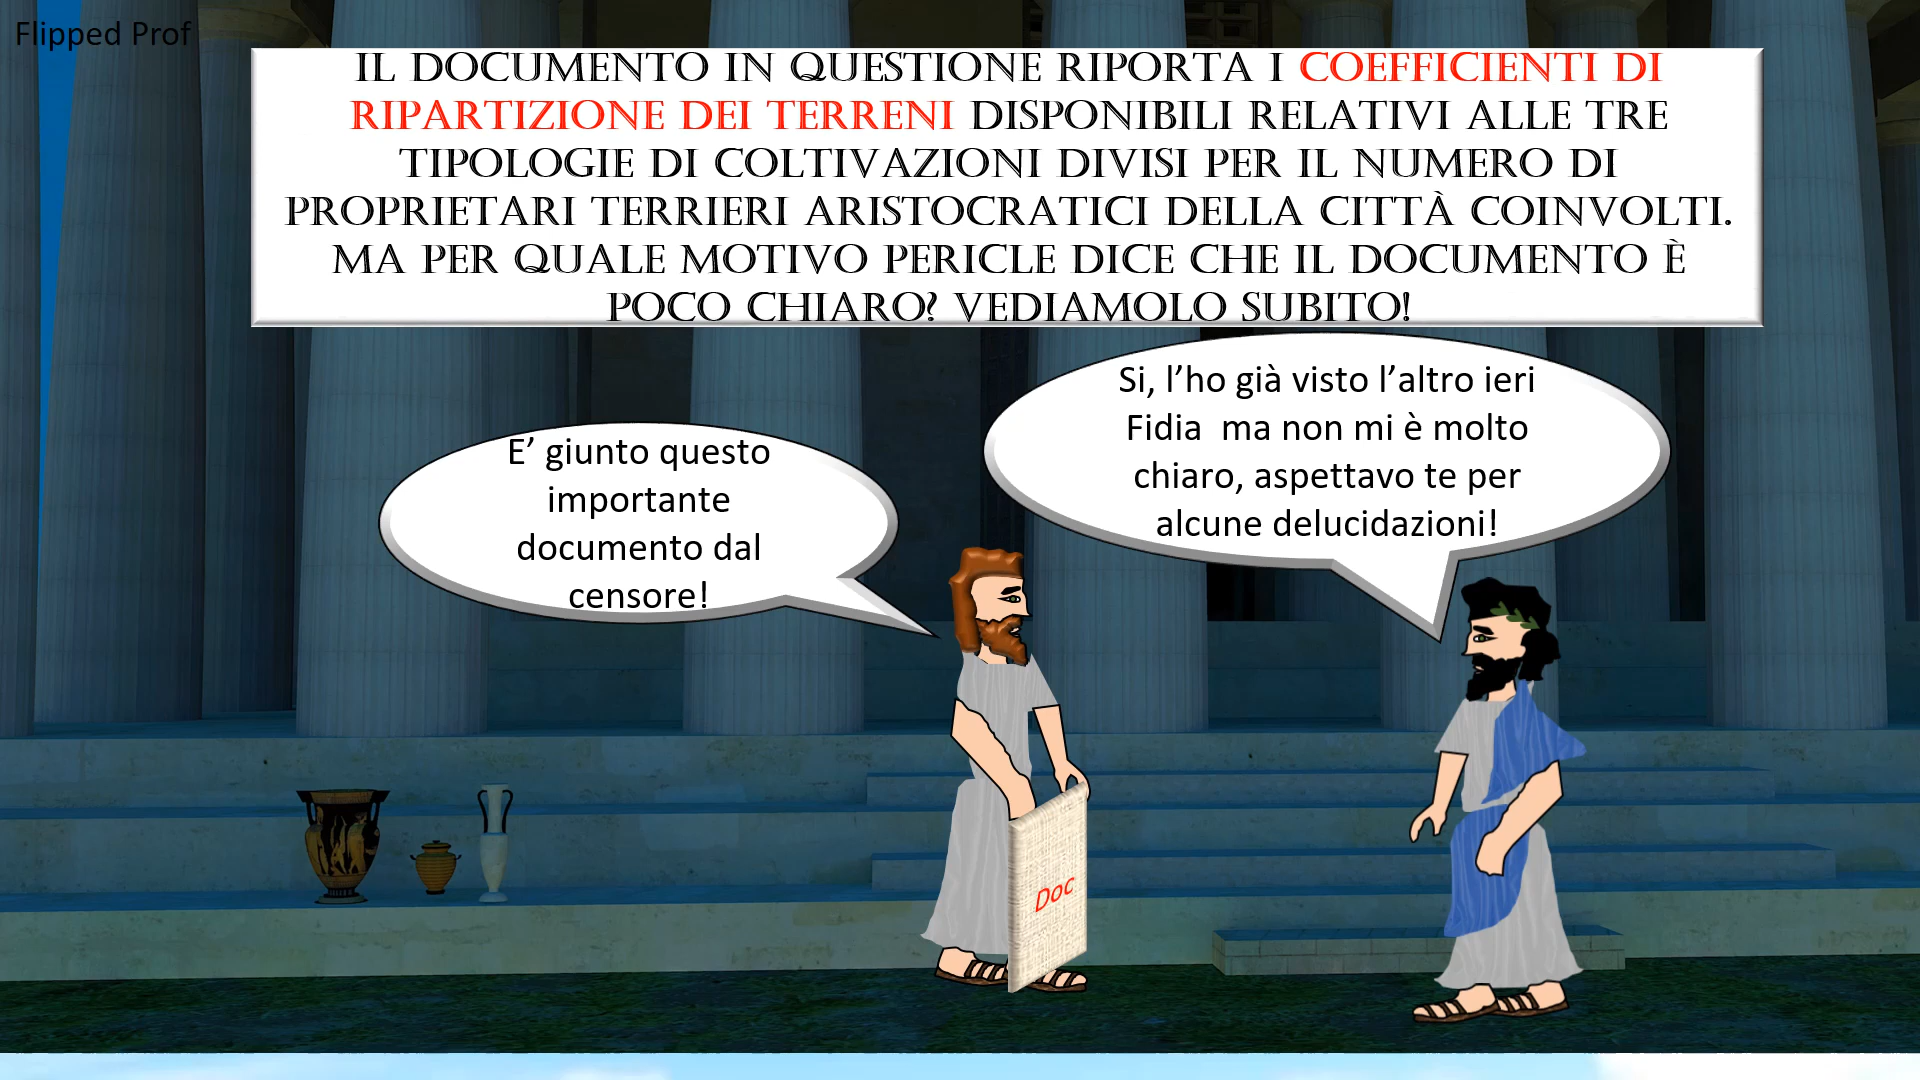 Flipped Prof
IL DOCUMENTO IN QUESTIONE RIPORTA I COEFFICIENTI DI
RIPARTIZIONE DEI TERRENI DISPONIBILI RELATIVI ALLE TRE
TIPOLOGIE DI COLTIVAZIONI DIVISI PER IL NUMERO DI
PROPRIETARI TERRIERI ARISTOCRATICI DELLA CITTÀ COINVOLTI.
MA PER QUALE MOTIVO PERICLE DICE CHE IL DOCUMENTO È
POCO CHIARO? VEDIAMOLO SUBITO!
E’ giunto questo
importante
documento dal
censore!
Si, l’ho già visto l’altro ieri
Fidia ma non mi è molto
chiaro, aspettavo te per
alcune delucidazioni!
Doc